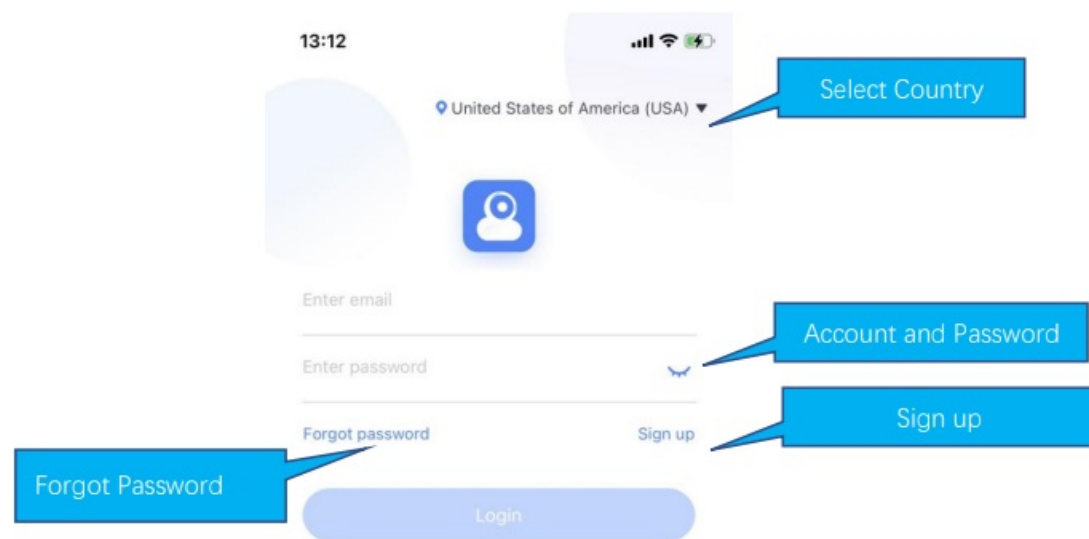 13:12
United States of America (USA)
Select Country
Enter email
Enter password
Account and Password
Forgot password
Sign up
Sign up
Forgot Password
Login